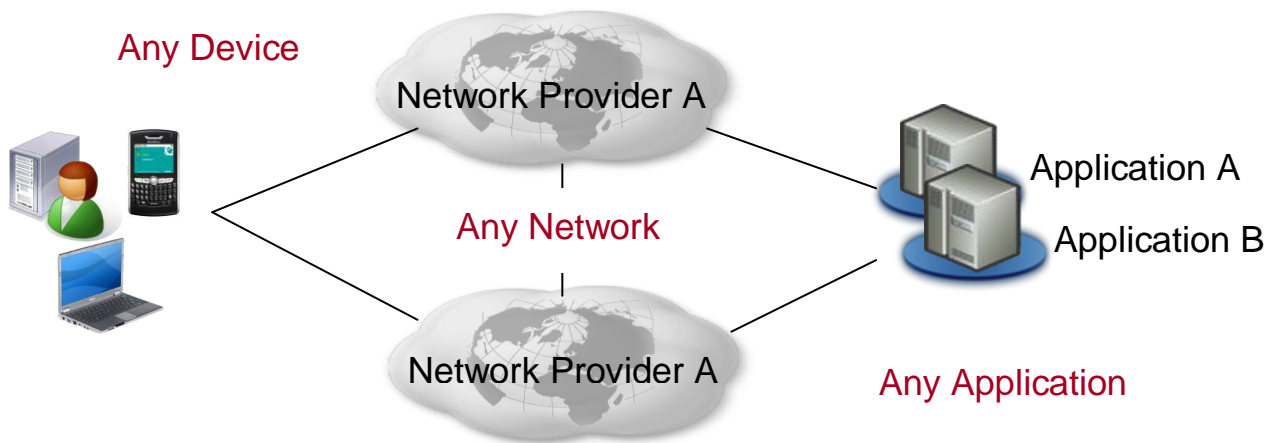 Any Device
Network Provider A
Application A
Any Network
Application B
Network Provider A
Any Application